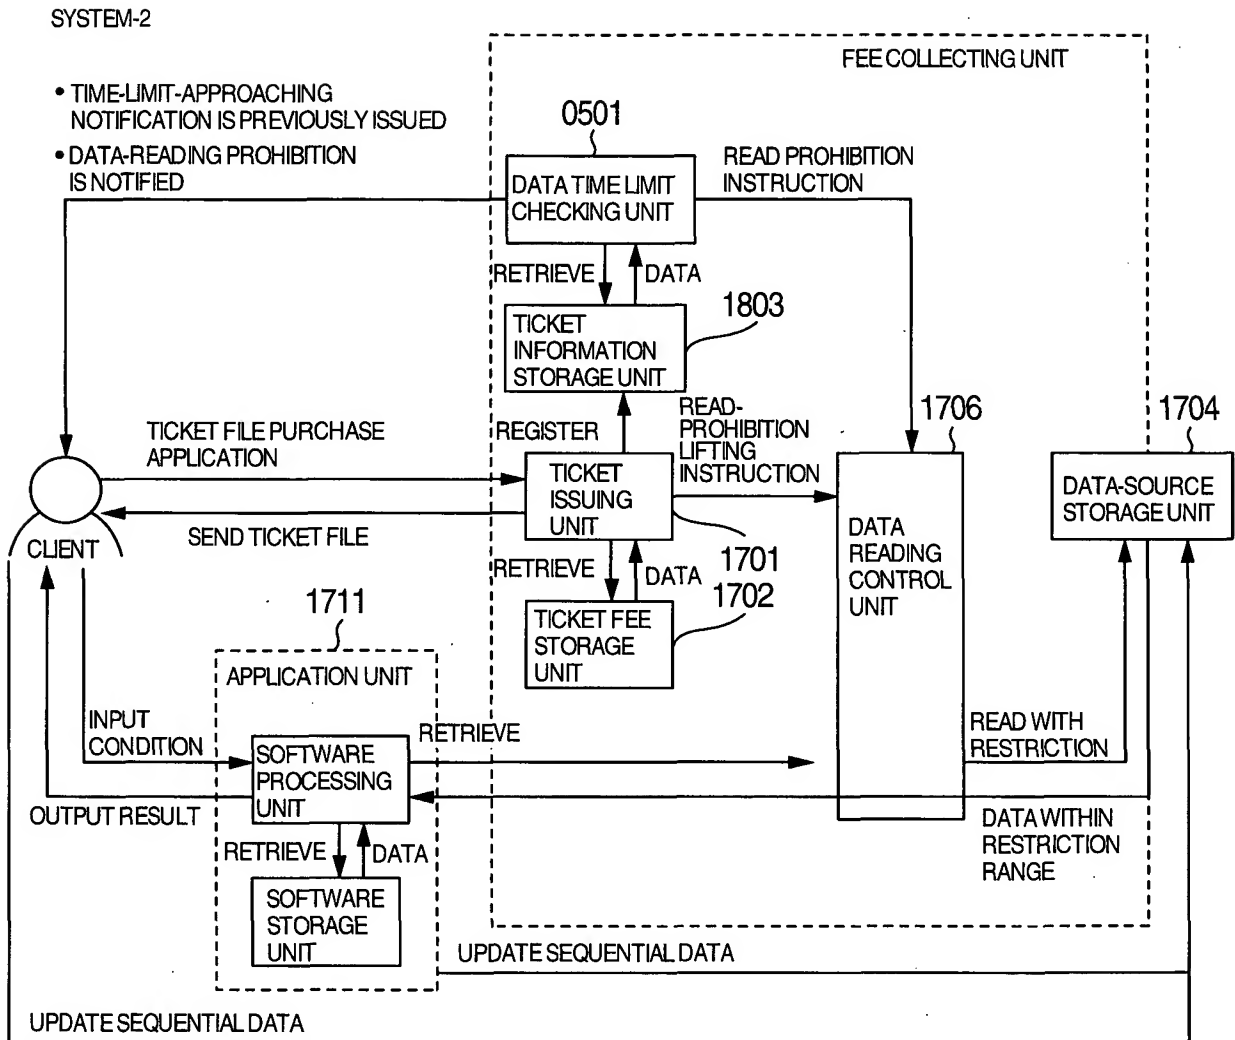 SYSTEM-2
FEE COLLECTING UNIT
• TIME-LIMIT-APPROACHING
NOTIFICATION IS PREVIOUSLY ISSUED
• DATA-READING PROHIBITION
IS NOTIFIED
0501
DATA TIME LIMIT
CHECKING UNIT
READ PROHIBITION
INSTRUCTION
RETRIEVE
DATA
1803
TICKET
INFORMATION
STORAGE UNIT
TICKET FILE PURCHASE
APPLICATION
REGISTER
READ-
PROHIBITION
LIFTING
INSTRUCTION
1706
1704
TICKET
ISSUING
UNIT
DATA-SOURCE
STORAGE UNIT
CLIENT
SEND TICKET FILE
DATA
READING
CONTROL
UNIT
RETRIEVE
DATA
1701
1702
1711
TICKET FEE
STORAGE
UNIT
APPLICATION UNIT
INPUT
CONDITION
SOFTWARE
PROCESSING
UNIT
RETRIEVE
READ WITH
RESTRICTION
OUTPUT RESULT
DATA WITHIN
RESTRICTION
RANGE
RETRIEVE
DATA
SOFTWARE
STORAGE
UNIT
UPDATE SEQUENTIAL DATA
UPDATE SEQUENTIAL DATA